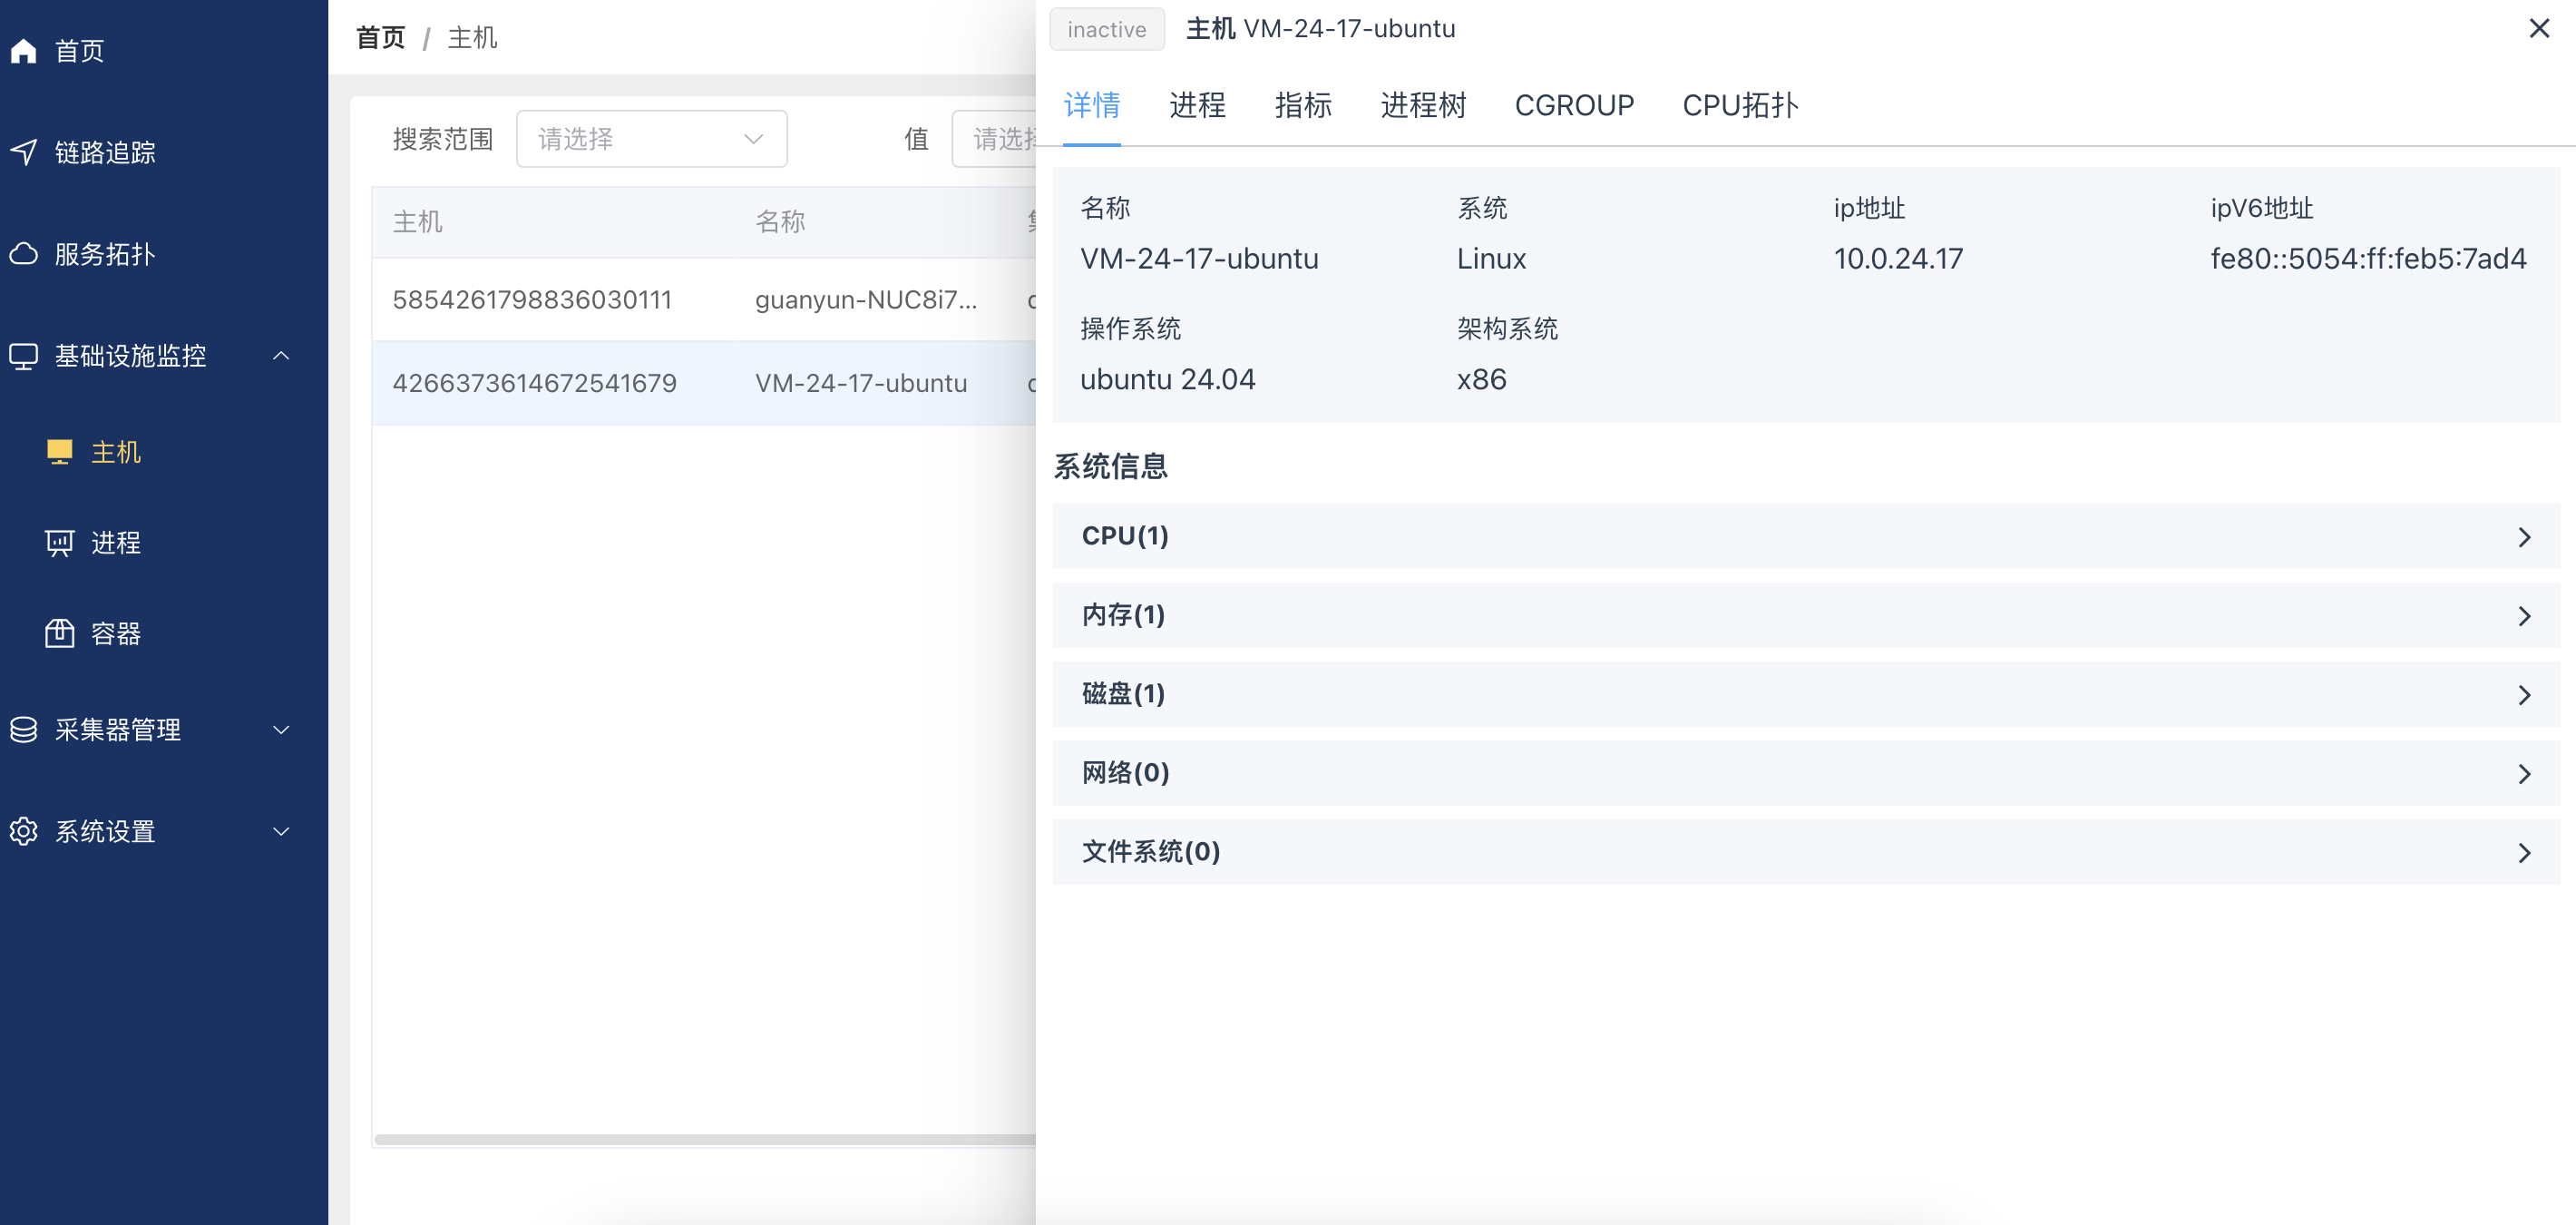 首页
链路追踪
服务拓扑
基础设施监控
主机
进程
容器
采集器管理
系统设置
首页 / 主机
搜索范围 请选择 值
主机 名称
5854261798836030111 guanyun-NUC8i7...
4266373614672541679 VM-24-17-ubuntu
inactive 主机 VM-24-17-ubuntu
详情 进程 指标 进程树 CGROUP CPU拓扑
名称 系统 ip地址 ipV6地址
VM-24-17-ubuntu Linux 10.0.24.17 fe80::5054:ff:feb5:7ad4
操作系统 架构系统
ubuntu 24.04 x86
系统信息
CPU(1)
内存(1)
磁盘(1)
网络(0)
文件系统(0)